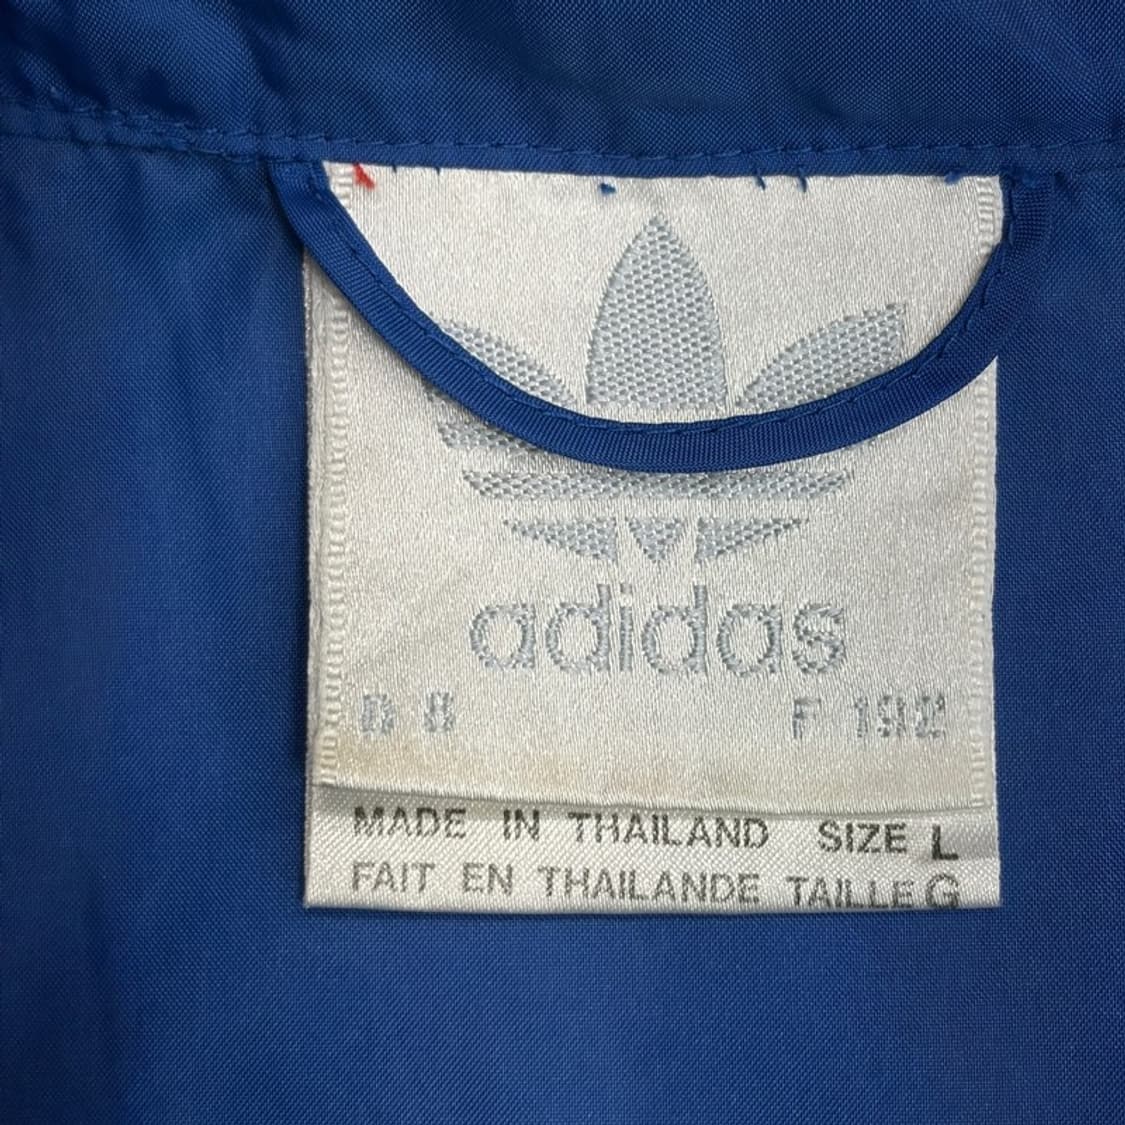 adidas
D 8 F 192
MADE IN THAILAND SIZE L
FAIT EN THAILANDE TAILLE G